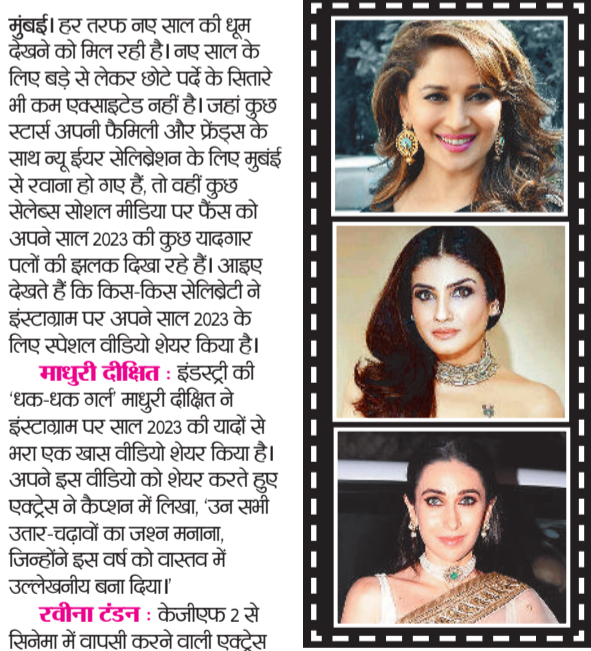 मुंबई। हर तरफ नए साल की धूम
देखने को मिल रही है। नए साल के
लिए बड़े से लेकर छोटे पर्दे के सितारे
भी कम एक्साइटेड नहीं है। जहां कुछ
स्टार्स अपनी फैमिली और फ्रेंड्स के
साथ न्यू ईयर सेलिब्रेशन के लिए मुबंई
से रवाना हो गए हैं, तो वहीं कुछ
सेलेब्स सोशल मीडिया पर फैंस को
अपने साल 2023 की कुछ यादगार
पलों की झलक दिखा रहे हैं। आइए
देखते हैं कि किस-किस सेलिब्रेटी ने
इंस्टाग्राम पर अपने साल 2023 के
लिए स्पेशल वीडियो शेयर किया है।
माधुरी दीक्षित : इंडस्ट्री की
'धक-धक गर्ल' माधुरी दीक्षित ने
इंस्टाग्राम पर साल 2023 की यादों से
भरा एक खास वीडियो शेयर किया है।
अपने इस वीडियो को शेयर करते हुए
एक्ट्रेस ने कैप्शन में लिखा, 'उन सभी
उतार-चढ़ावों का जश्न मनाना,
जिन्होंने इस वर्ष को वास्तव में
उल्लेखनीय बना दिया।'
रवीना टंडन : केजीएफ 2 से
सिनेमा में वापसी करने वाली एक्ट्रेस